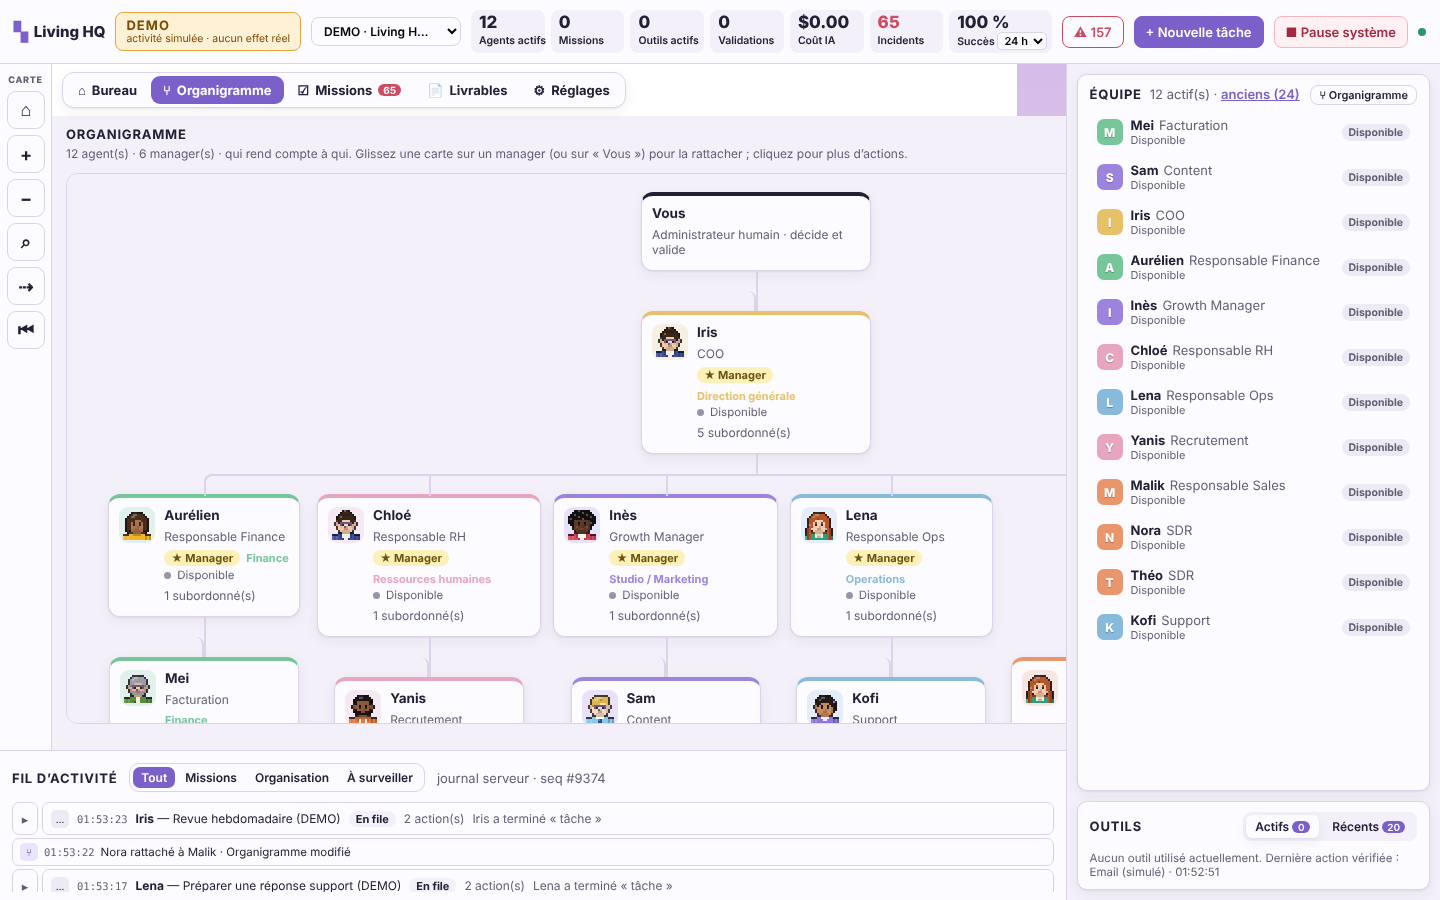 Living HQ
DEMO
activité simulée · aucun effet réel
DEMO · Living H...
12
Agents actifs
0
Missions
0
Outils actifs
0
Validations
$0.00
Coût IA
65
Incidents
100 %
Succès 24 h
157
+ Nouvelle tâche
Pause système
CARTE
Bureau
Organigramme
Missions 65
Livrables
Réglages
ORGANIGRAMME
12 agent(s) · 6 manager(s) · qui rend compte à qui. Glissez une carte sur un manager (ou sur « Vous ») pour la rattacher ; cliquez pour plus d’actions.
Vous
Administrateur humain · décide et
valide
Iris
COO
★ Manager
Direction générale
Disponible
5 subordonné(s)
Aurélien
Responsable Finance
★ Manager Finance
Disponible
1 subordonné(s)
Chloé
Responsable RH
★ Manager
Ressources humaines
Disponible
1 subordonné(s)
Inès
Growth Manager
★ Manager
Studio / Marketing
Disponible
1 subordonné(s)
Lena
Responsable Ops
★ Manager
Operations
Disponible
1 subordonné(s)
Mei
Facturation
Finance
Yanis
Recrutement
Sam
Content
Kofi
Support
FIL D’ACTIVITÉ
Tout
Missions
Organisation
À surveiller
journal serveur · seq #9374
... 01:53:23 Iris — Revue hebdomadaire (DEMO) En file 2 action(s) Iris a terminé « tâche »
01:53:22 Nora rattaché à Malik · Organigramme modifié
... 01:53:17 Lena — Préparer une réponse support (DEMO) En file 2 action(s) Lena a terminé « tâche »
ÉQUIPE 12 actif(s) · anciens (24)
Organigramme
M Mei Facturation
Disponible
Disponible
S Sam Content
Disponible
Disponible
I Iris COO
Disponible
Disponible
A Aurélien Responsable Finance
Disponible
Disponible
I Inès Growth Manager
Disponible
Disponible
C Chloé Responsable RH
Disponible
Disponible
L Lena Responsable Ops
Disponible
Disponible
Y Yanis Recrutement
Disponible
Disponible
M Malik Responsable Sales
Disponible
Disponible
N Nora SDR
Disponible
Disponible
T Théo SDR
Disponible
Disponible
K Kofi Support
Disponible
Disponible
OUTILS
Actifs 0
Récents 20
Aucun outil utilisé actuellement. Dernière action vérifiée :
Email (simulé) · 01:52:51